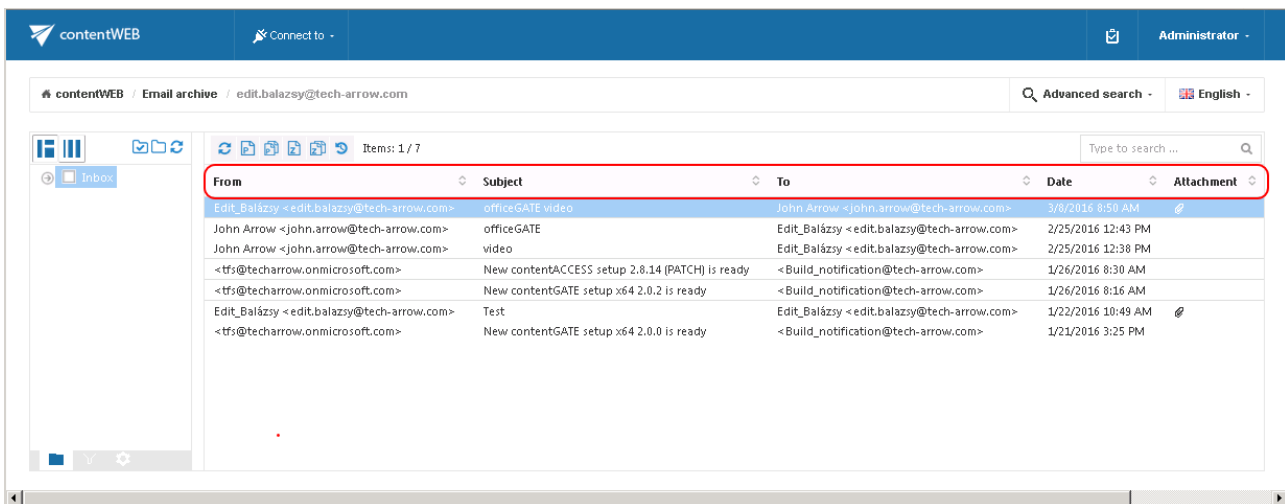 contentWEB
Connect to
Administrator
contentWEB / Email archive / edit.balazsy@tech-arrow.com
Advanced search
English
Items: 1 / 7
Type to search ...
Inbox
From Subject To Date Attachment
Edit_Balázsy <edit.balazsy@tech-arrow.com> officeGATE video John Arrow <john.arrow@tech-arrow.com> 3/8/2016 8:50 AM
John Arrow <john.arrow@tech-arrow.com> officeGATE Edit_Balázsy <edit.balazsy@tech-arrow.com> 2/25/2016 12:43 PM
John Arrow <john.arrow@tech-arrow.com> video Edit_Balázsy <edit.balazsy@tech-arrow.com> 2/25/2016 12:38 PM
<tfs@techarrow.onmicrosoft.com> New contentACCESS setup 2.8.14 (PATCH) is ready <Build_notification@tech-arrow.com> 1/26/2016 8:30 AM
<tfs@techarrow.onmicrosoft.com> New contentGATE setup x64 2.0.2 is ready <Build_notification@tech-arrow.com> 1/26/2016 8:16 AM
Edit_Balázsy <edit.balazsy@tech-arrow.com> Test Edit_Balázsy <edit.balazsy@tech-arrow.com> 1/22/2016 10:49 AM
<tfs@techarrow.onmicrosoft.com> New contentGATE setup x64 2.0.0 is ready <Build_notification@tech-arrow.com> 1/21/2016 3:25 PM